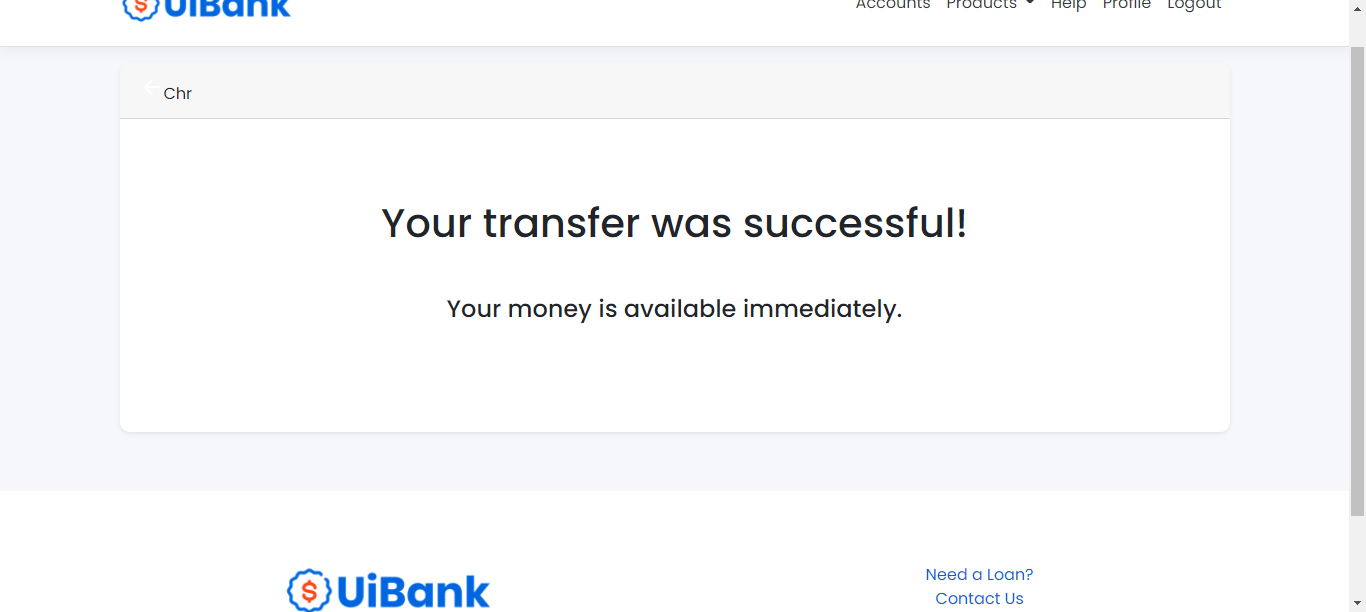 UiBank
Accounts Products Help Profile Logout
Chr
Your transfer was successful!
Your money is available immediately.
UiBank
Need a Loan?
Contact Us